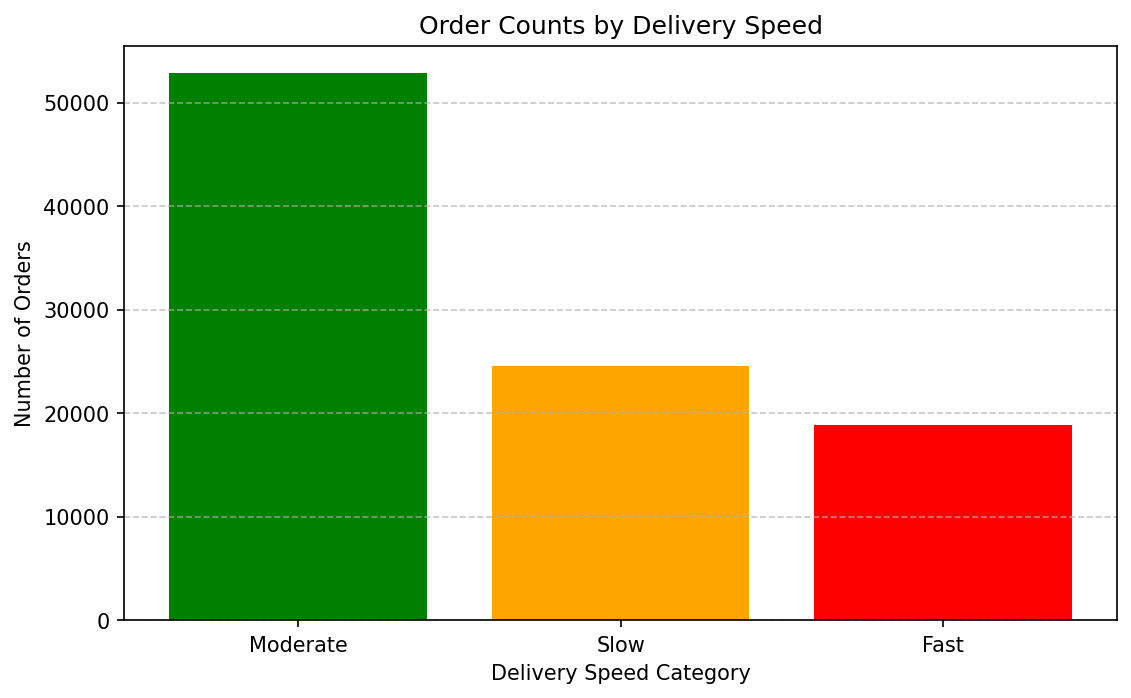 Order Counts by Delivery Speed
Number of Orders
50000
40000
30000
20000
10000
0
Moderate Slow Fast
Delivery Speed Category